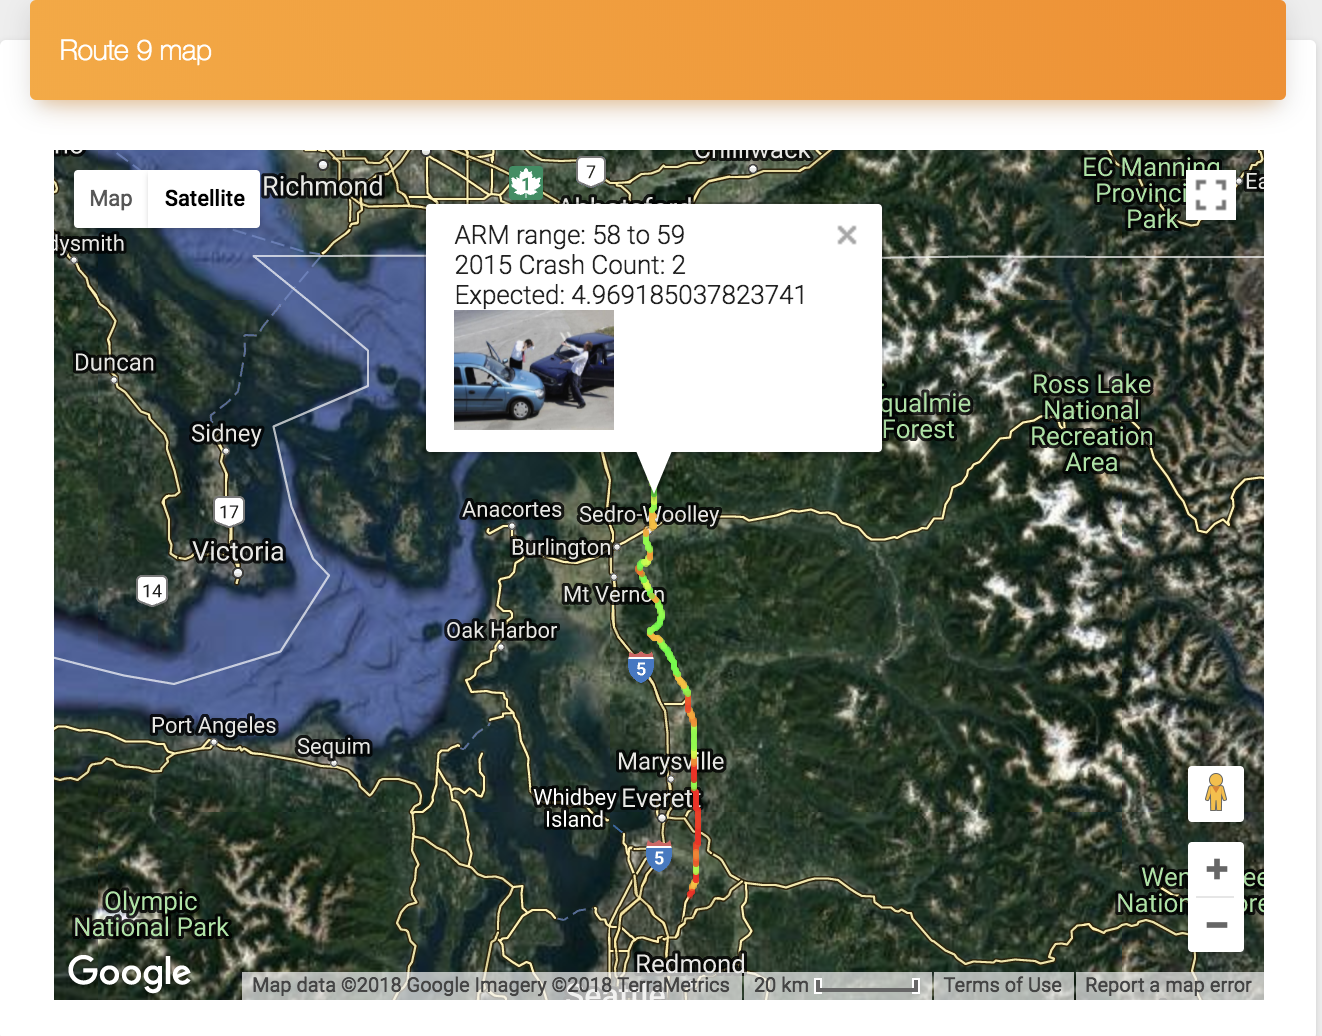 Route 9 map
Map
Satellite
Richmond
1
7
Chilliwack
Abbotsford
EC Manning
Park
ARM range: 58 to 59
2015 Crash Count: 2
Expected: 4.969185037823741
Duncan
Sidney
17
Victoria
14
Ross Lake
National
Recreation
Area
Forest
Anacortes
Sedro-Woolley
Burlington
Mt Vernon
Oak Harbor
5
Port Angeles
Sequim
Marysville
Whidbey
Island
Everett
5
Olympic
National Park
Redmond
Seattle
Google
Map data ©2018 Google Imagery ©2018 TerraMetrics
20 km
Terms of Use
Report a map error